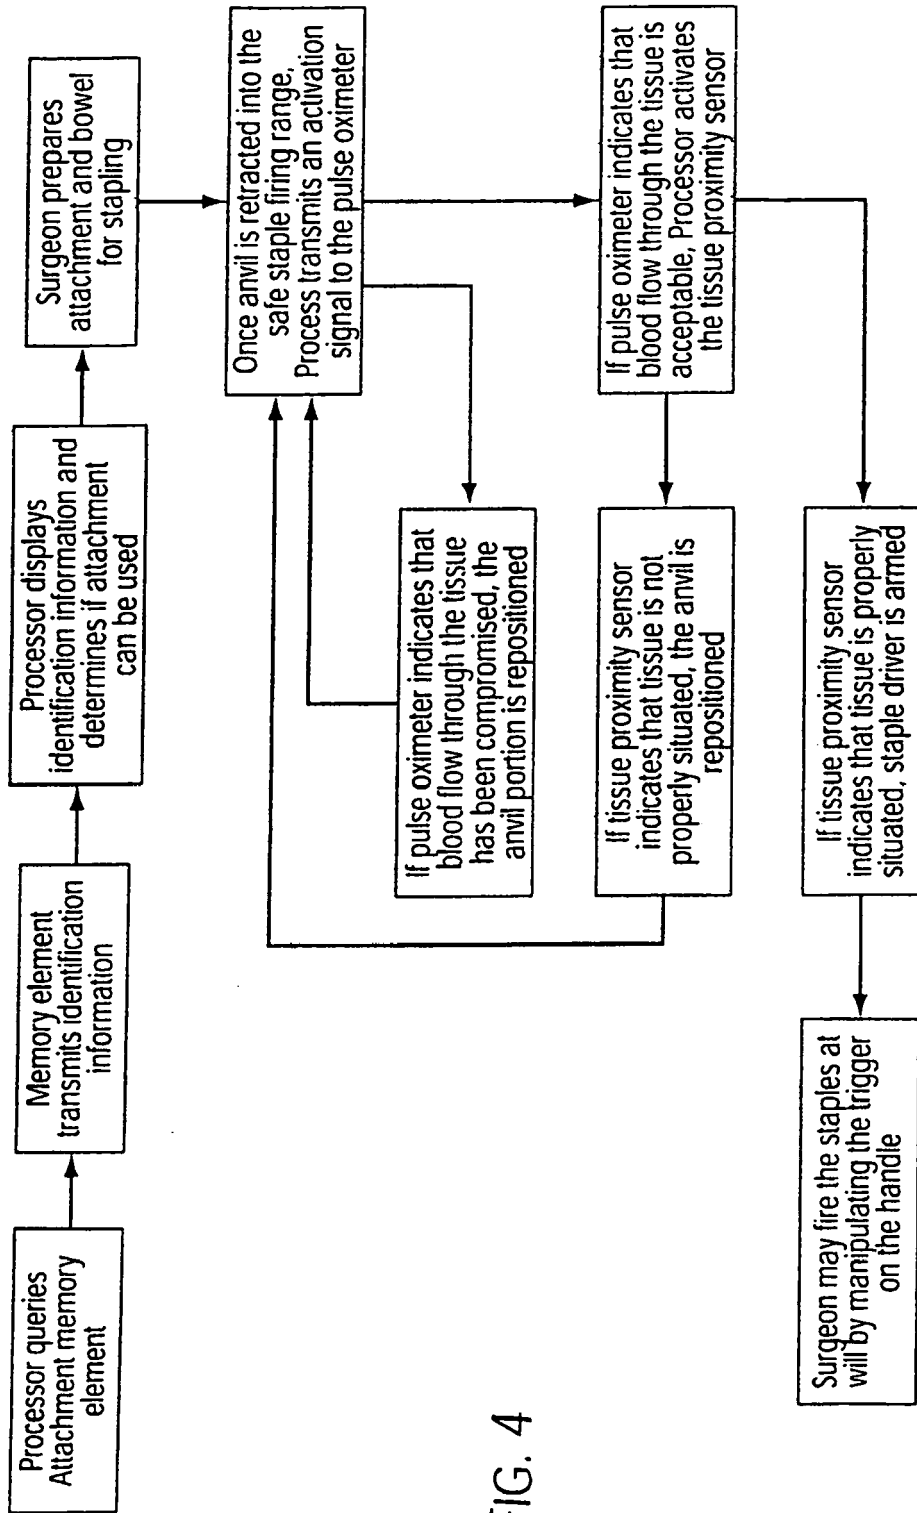 Processor queries
Attachment memory
element
Memory element
transmits identification
information
Processor displays
identification information and
determines if attachment
can be used
Surgeon prepares
attachment and bowel
for stapling
Once anvil is retracted into the
safe staple firing range,
Process transmits an activation
signal to the pulse oximeter
If pulse oximeter indicates that
blood flow through the tissue
has been compromised, the
anvil portion is repositioned
If pulse oximeter indicates that
blood flow through the tissue is
acceptable, Processor activates
the tissue proximity sensor
If tissue proximity sensor
indicates that tissue is not
properly situated, the anvil is
repositioned
If tissue proximity sensor
indicates that tissue is properly
situated, staple driver is armed
Surgeon may fire the staples at
will by manipulating the trigger
on the handle
FIG. 4